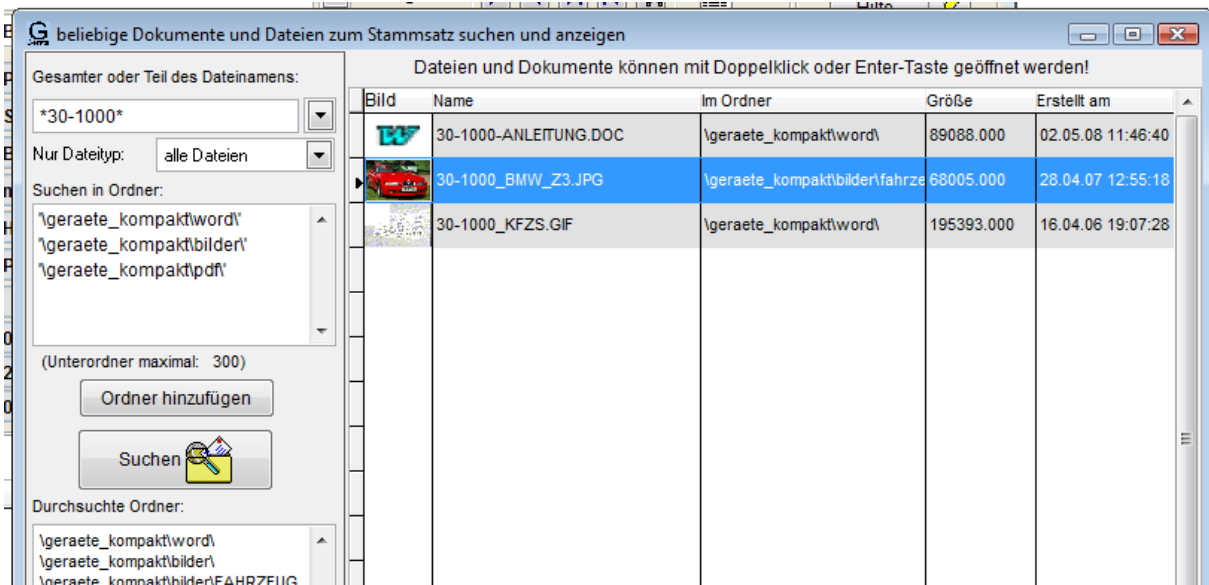 Hilfe
beliebige Dokumente und Dateien zum Stammsatz suchen und anzeigen
Gesamter oder Teil des Dateinamens:
*30-1000*
Nur Dateityp: alle Dateien
Suchen in Ordner:
'\geraete_kompakt\word\'
'\geraete_kompakt\bilder\'
'\geraete_kompakt\pdf\'
(Unterordner maximal: 300)
Ordner hinzufügen
Suchen
Durchsuchte Ordner:
\geraete_kompakt\word\
\geraete_kompakt\bilder\
\geraete_kompakt\bilder\FAHRZEUG
Dateien und Dokumente können mit Doppelklick oder Enter-Taste geöffnet werden!
Bild Name Im Ordner Größe Erstellt am
30-1000-ANLEITUNG.DOC \geraete_kompakt\word\ 89088.000 02.05.08 11:46:40
30-1000_BMW_Z3.JPG \geraete_kompakt\bilder\fahrze 68005.000 28.04.07 12:55:18
30-1000_KFZS.GIF \geraete_kompakt\word\ 195393.000 16.04.06 19:07:28